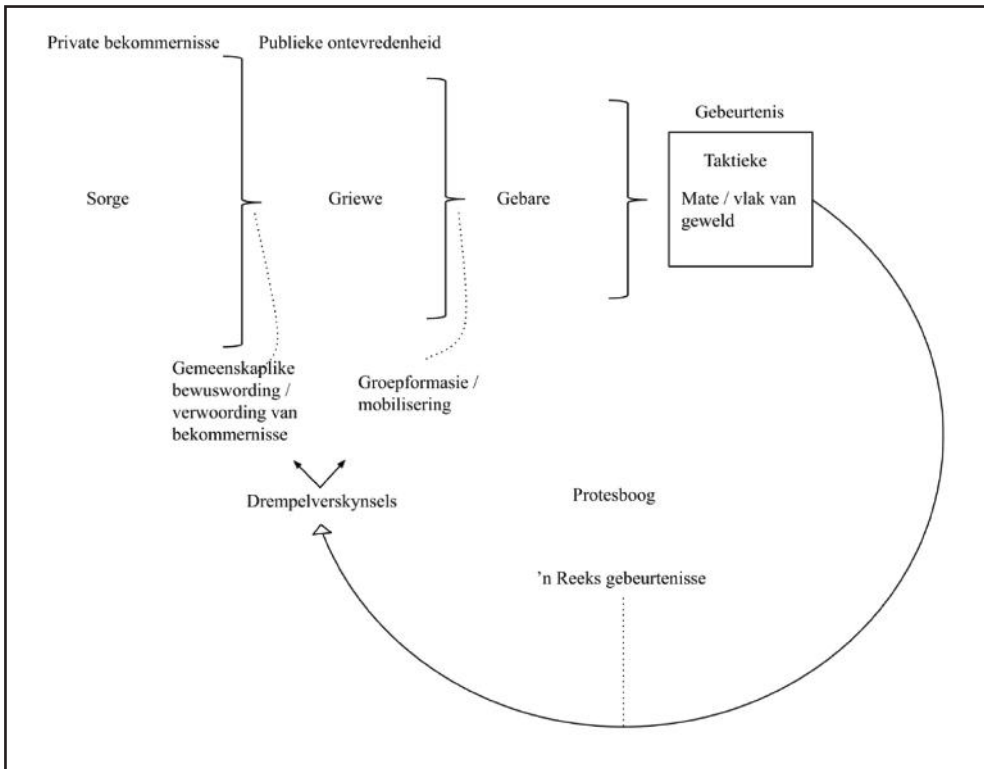 Private bekommernisse
Publieke ontevredenheid
Gebeurtenis
Taktieke
Mate / vlak van
geweld
Sorge
Griewe
Gebare
Gemeenskaplike
bewuswording /
verwoording van
bekommernisse
Groepformasie /
mobilisering
Drempelverskynsels
Protesboog
’n Reeks gebeurtenisse